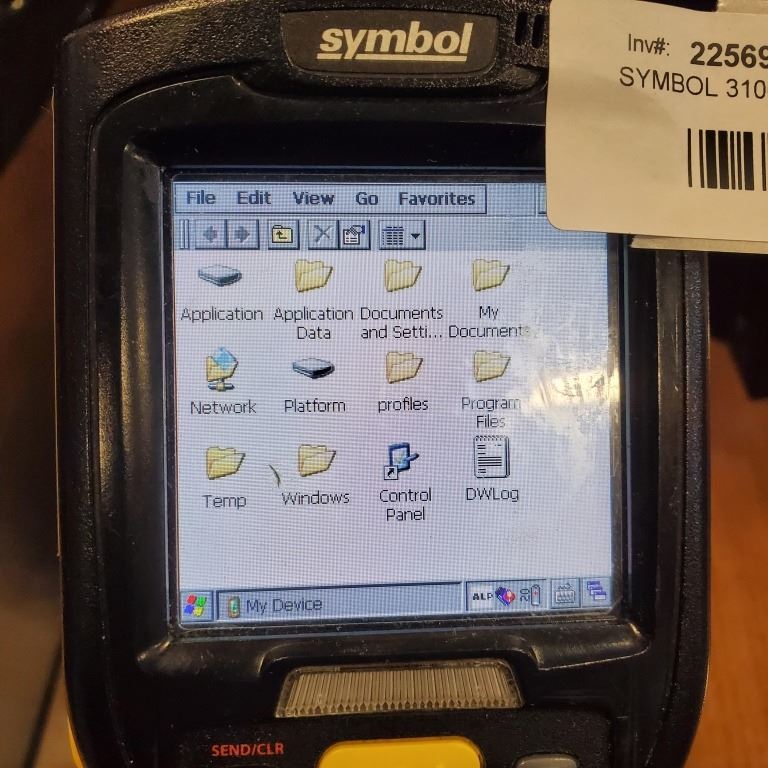 symbol
Inv#: 22569
SYMBOL 310
File Edit View Go Favorites
Application
Application Data
Documents and Setti...
My Documents
Network
Platform
profiles
Program Files
Temp
Windows
Control Panel
DWLog
My Device
ALP
SEND/CLR